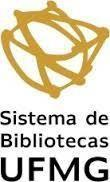 Sistema de
Bibliotecas
UFMG